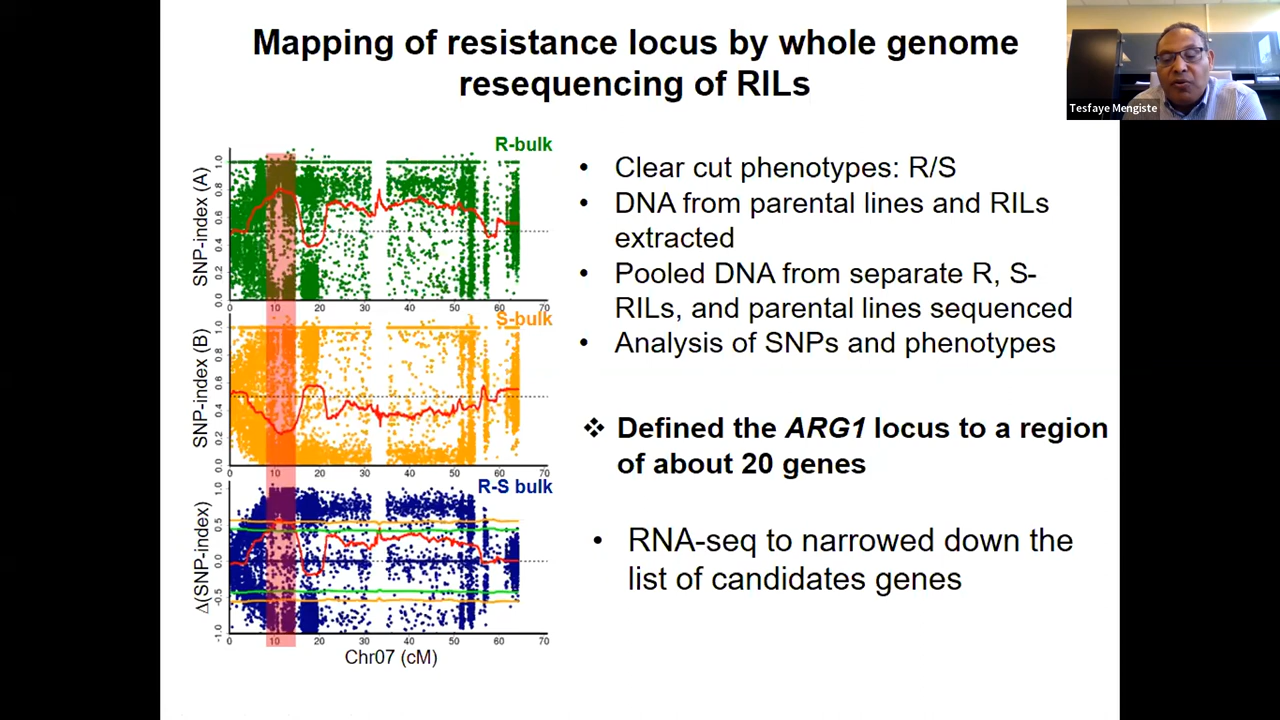 Mapping of resistance locus by whole genome
resequencing of RILs
Tesfaye Mengiste
R-bulk
SNP-index (A)
1.0
0.8
0.6
0.4
0.2
0.0
0 10 20 30 40 50 60 70
S-bulk
SNP-index (B)
1.0
0.8
0.6
0.4
0.2
0.0
0 10 20 30 40 50 60 70
R-S bulk
Δ(SNP-index)
1.0
0.5
0.0
-0.5
-1.0
0 10 20 30 40 50 60 70
Chr07 (cM)
• Clear cut phenotypes: R/S
• DNA from parental lines and RILs
extracted
• Pooled DNA from separate R, S-
RILs, and parental lines sequenced
• Analysis of SNPs and phenotypes
❖ Defined the ARG1 locus to a region
of about 20 genes
• RNA-seq to narrowed down the
list of candidates genes